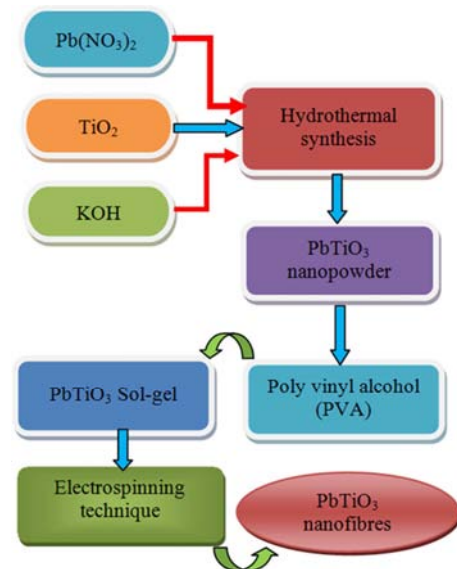 Pb(NO₃)₂
TiO₂
KOH
Hydrothermal
synthesis
PbTiO₃
nanopowder
Poly vinyl alcohol
(PVA)
PbTiO₃ Sol-gel
Electrospinning
technique
PbTiO₃
nanofibres